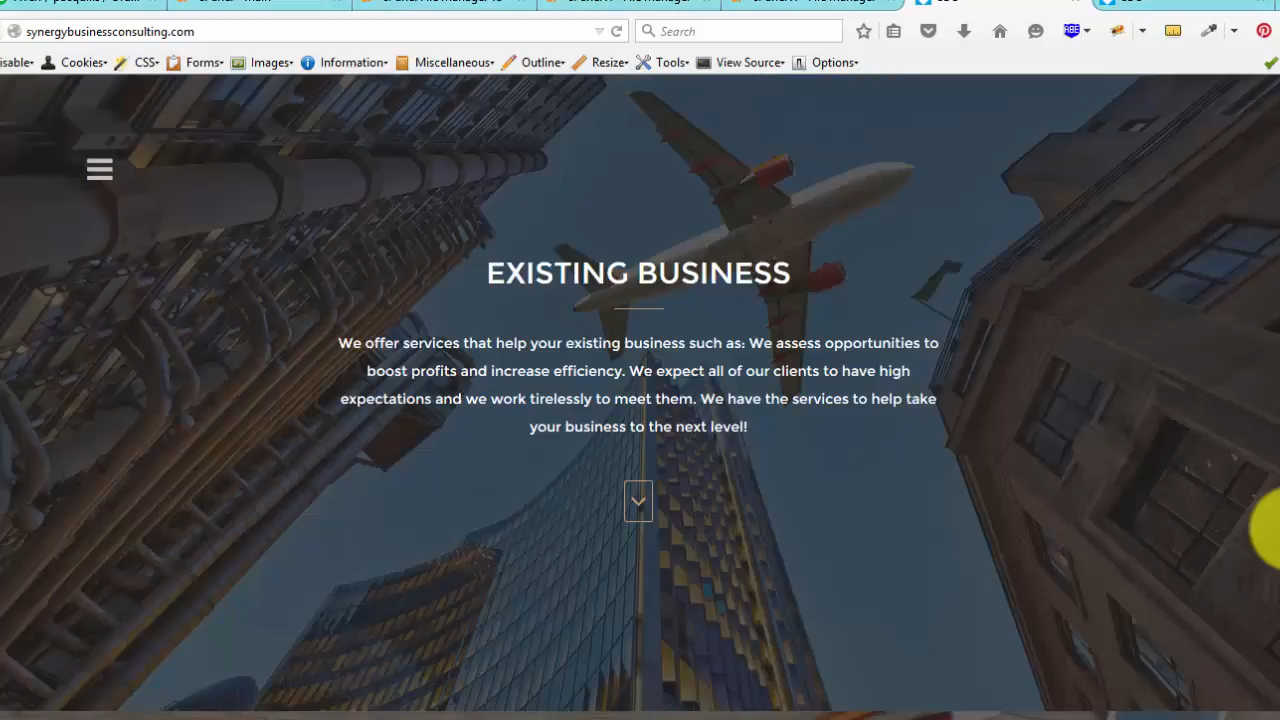 synergybusinessconsulting.com
Search
Cookies CSS Forms Images Information Miscellaneous Outline Resize Tools View Source Options
EXISTING BUSINESS
We offer services that help your existing business such as: We assess opportunities to
boost profits and increase efficiency. We expect all of our clients to have high
expectations and we work tirelessly to meet them. We have the services to help take
your business to the next level!